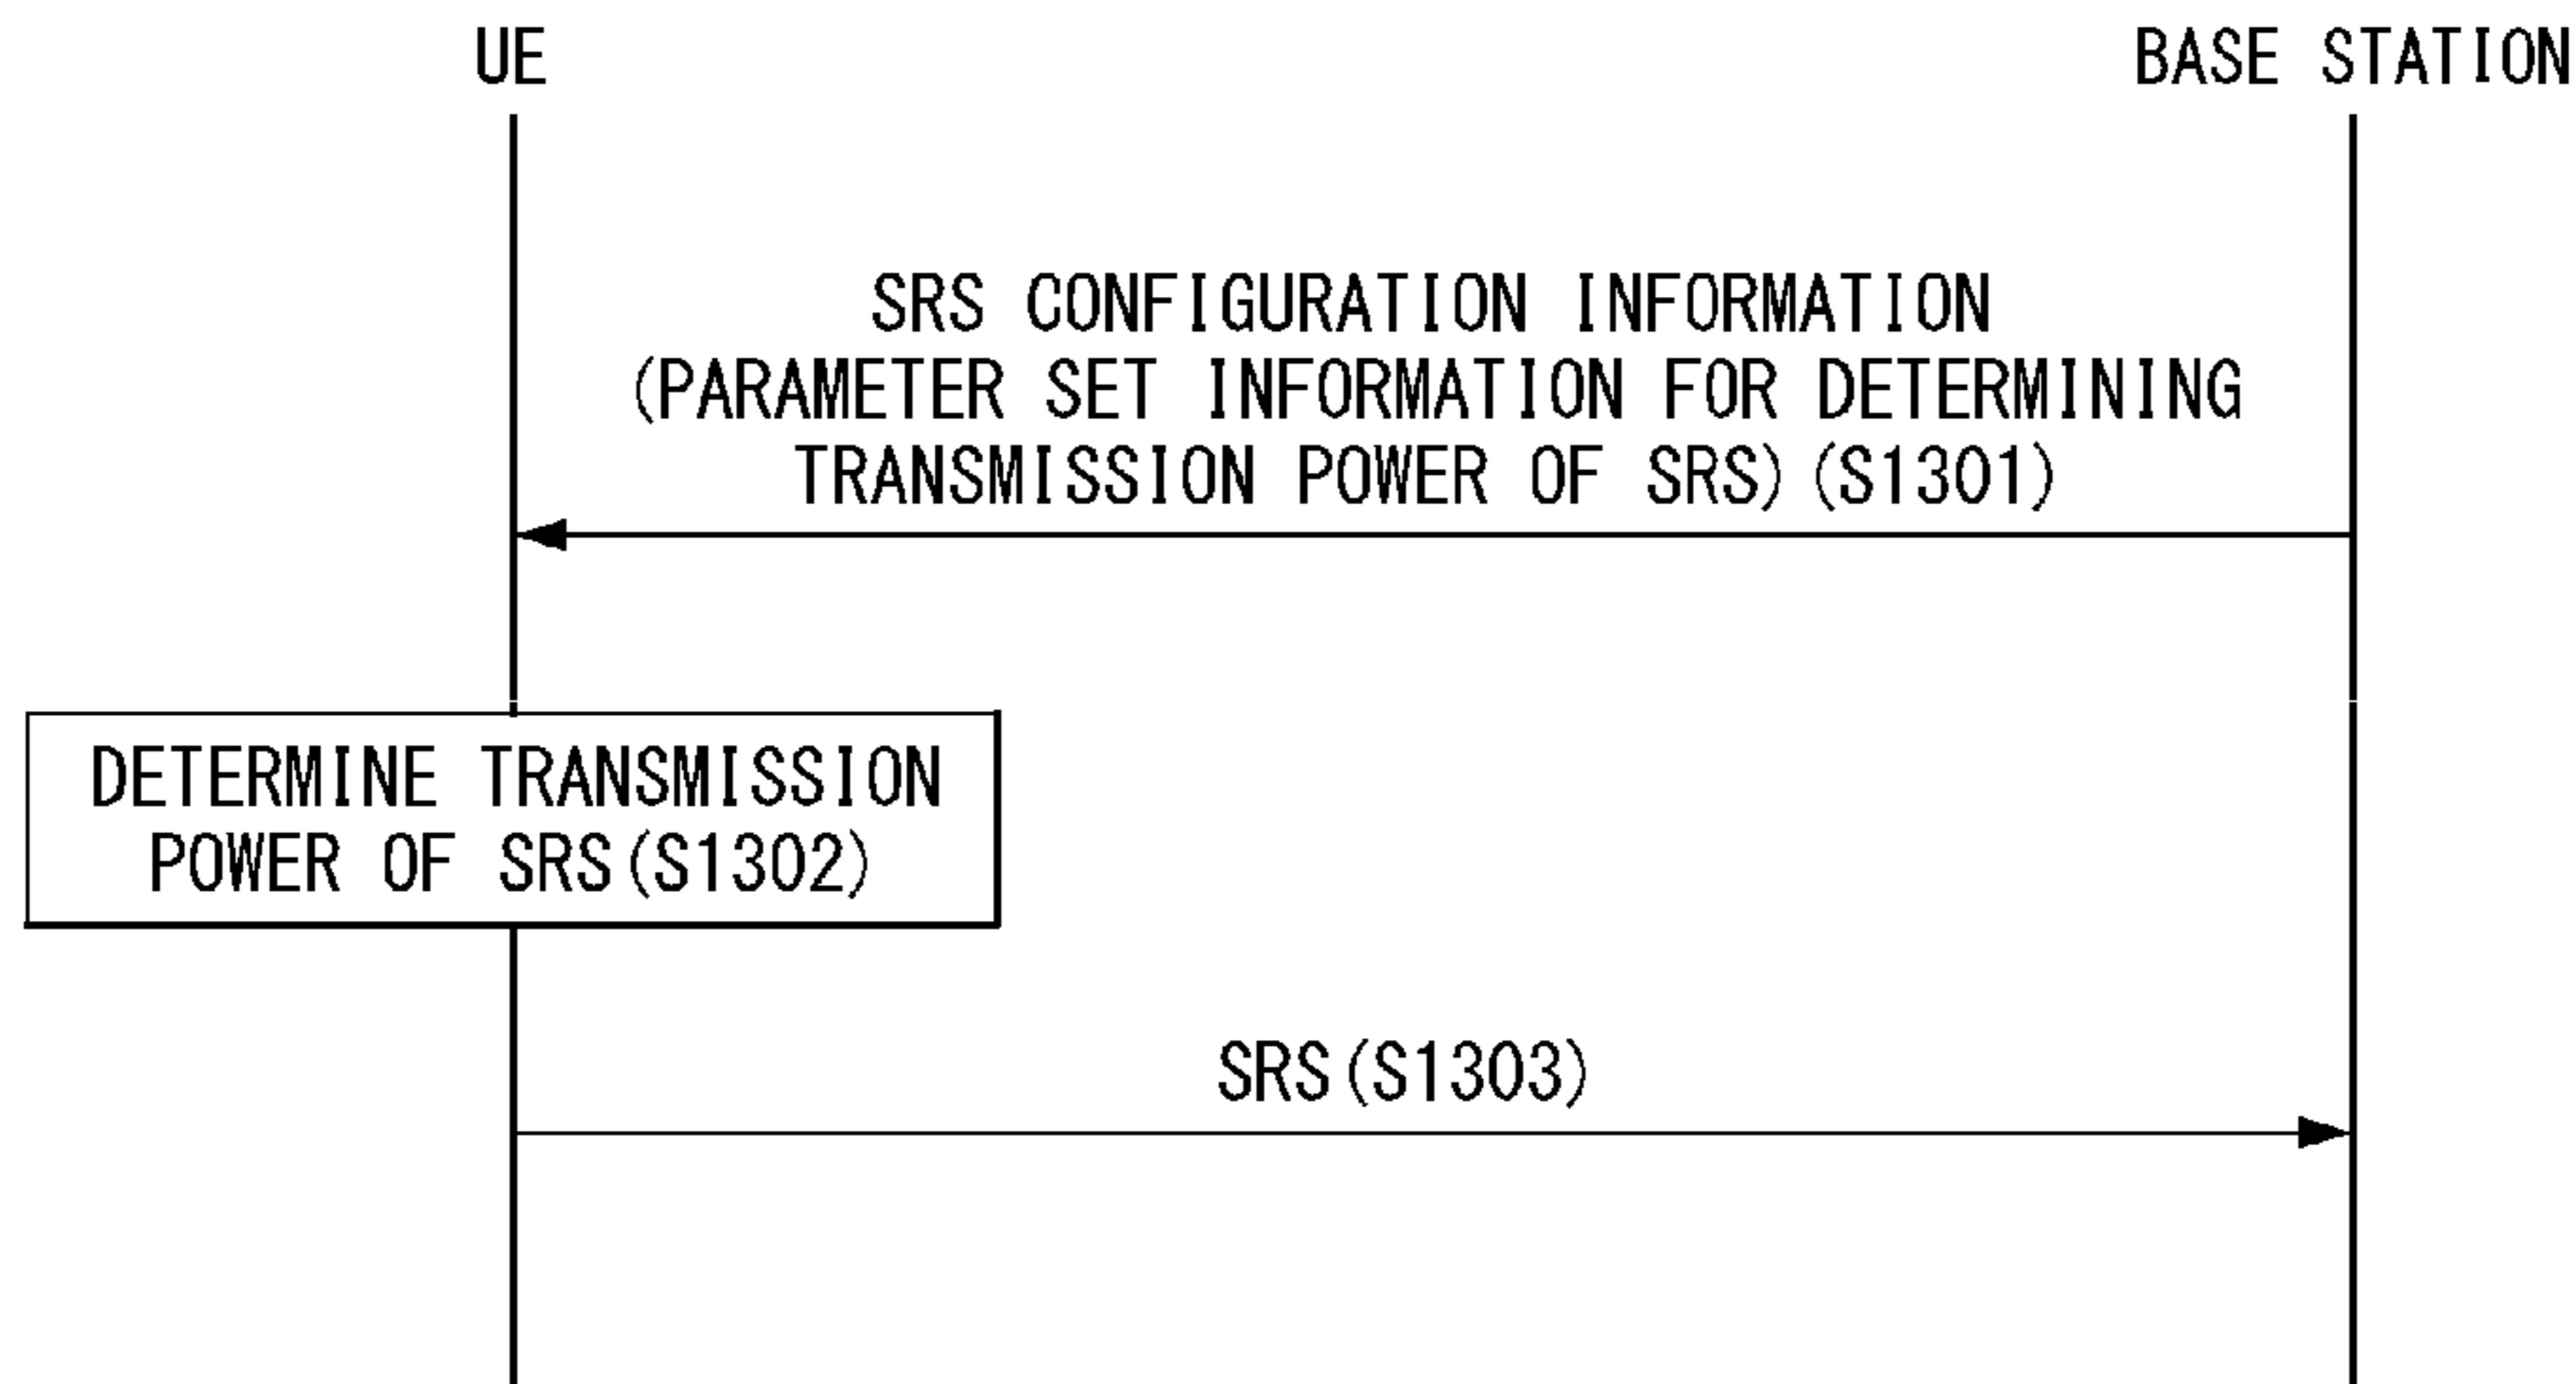 UE
BASE STATION
SRS CONFIGURATION INFORMATION
(PARAMETER SET INFORMATION FOR DETERMINING
TRANSMISSION POWER OF SRS)(S1301)
DETERMINE TRANSMISSION
POWER OF SRS(S1302)
SRS(S1303)